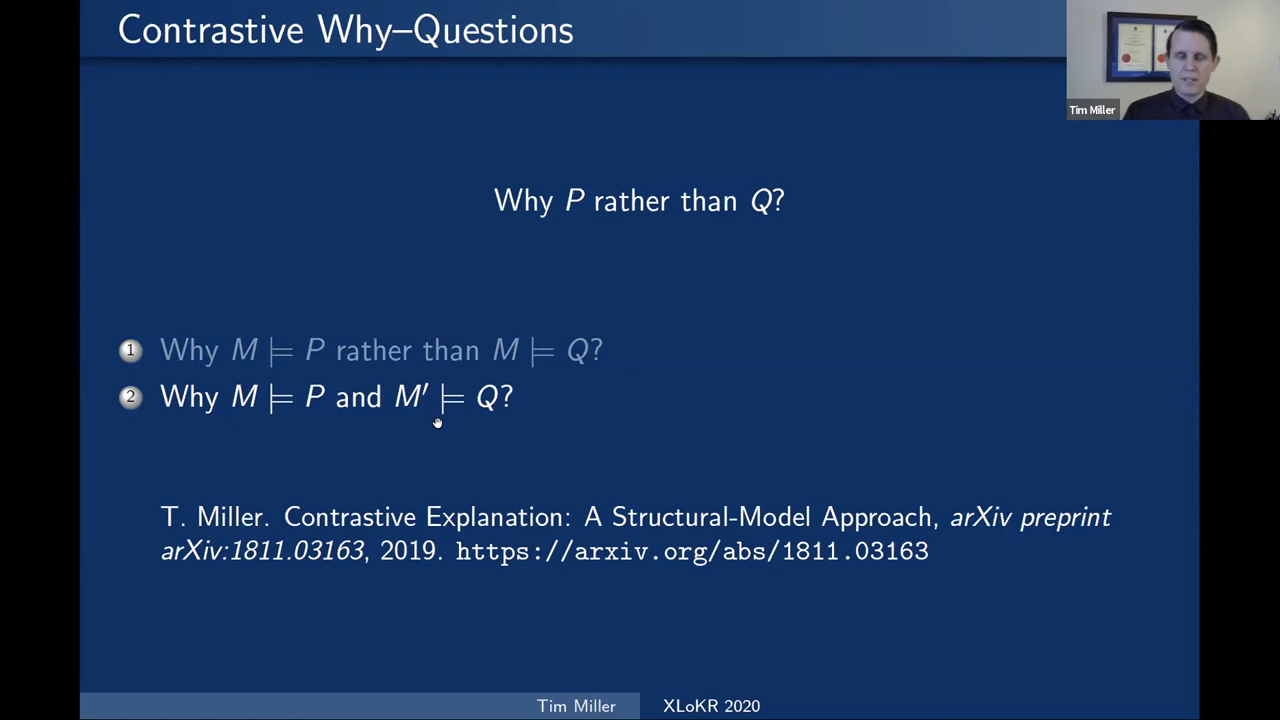 Contrastive Why–Questions
Tim Miller
Why P rather than Q?
1 Why M ⊨ P rather than M ⊨ Q?
2 Why M ⊨ P and M′ ⊨ Q?
T. Miller. Contrastive Explanation: A Structural-Model Approach, arXiv preprint
arXiv:1811.03163, 2019. https://arxiv.org/abs/1811.03163
Tim Miller XLoKR 2020